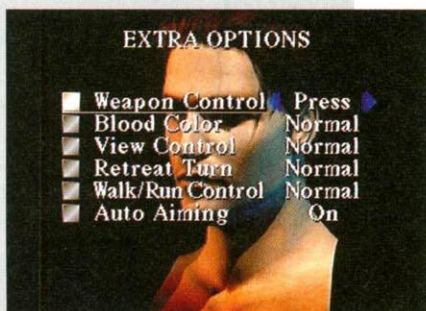 EXTRA OPTIONS
Weapon Control Press
Blood Color Normal
View Control Normal
Retreat Turn Normal
Walk/Run Control Normal
Auto Aiming On